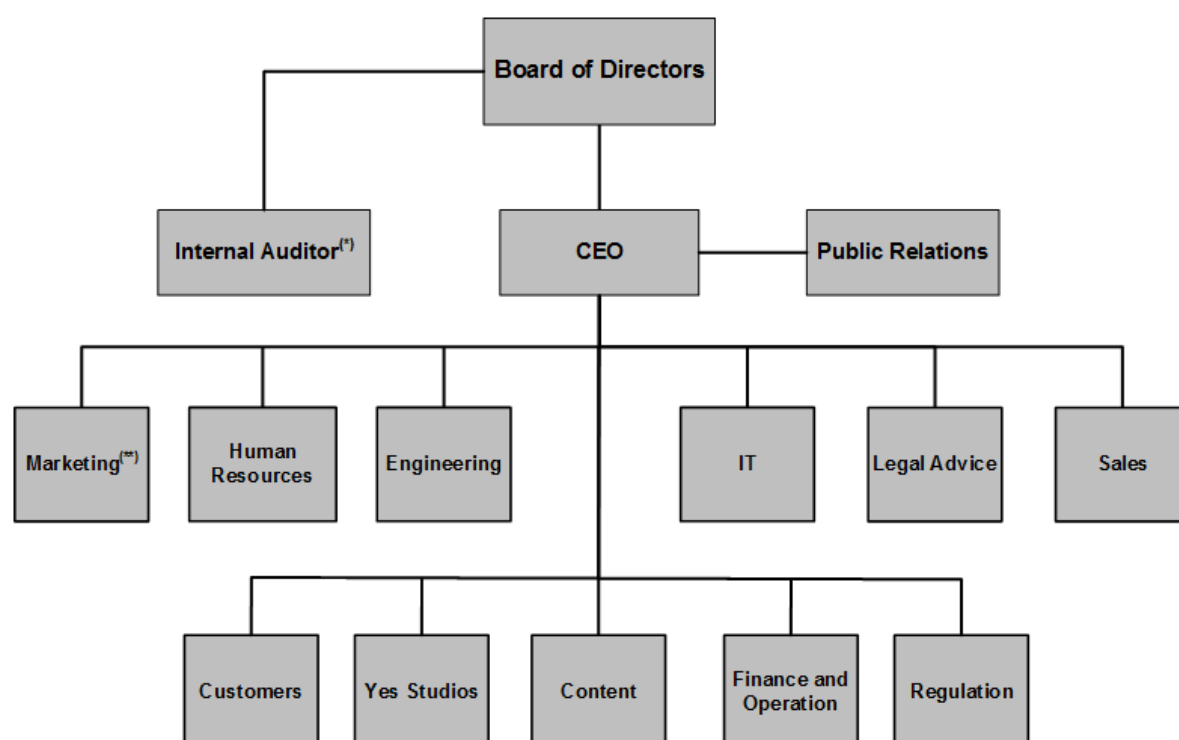 Board of Directors
Internal Auditor(*)
CEO
Public Relations
Marketing(**)
Human
Resources
Engineering
IT
Legal Advice
Sales
Customers
Yes Studios
Content
Finance and
Operation
Regulation